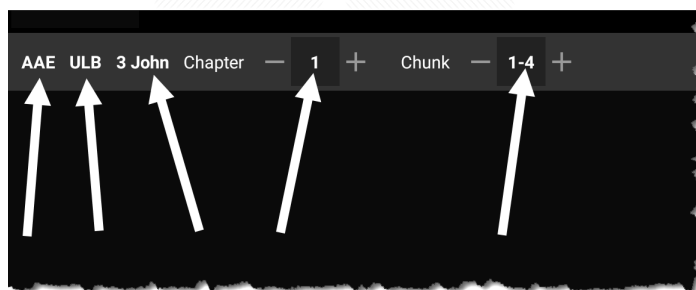 AAE ULB 3 John Chapter — 1 + Chunk — 1-4 +